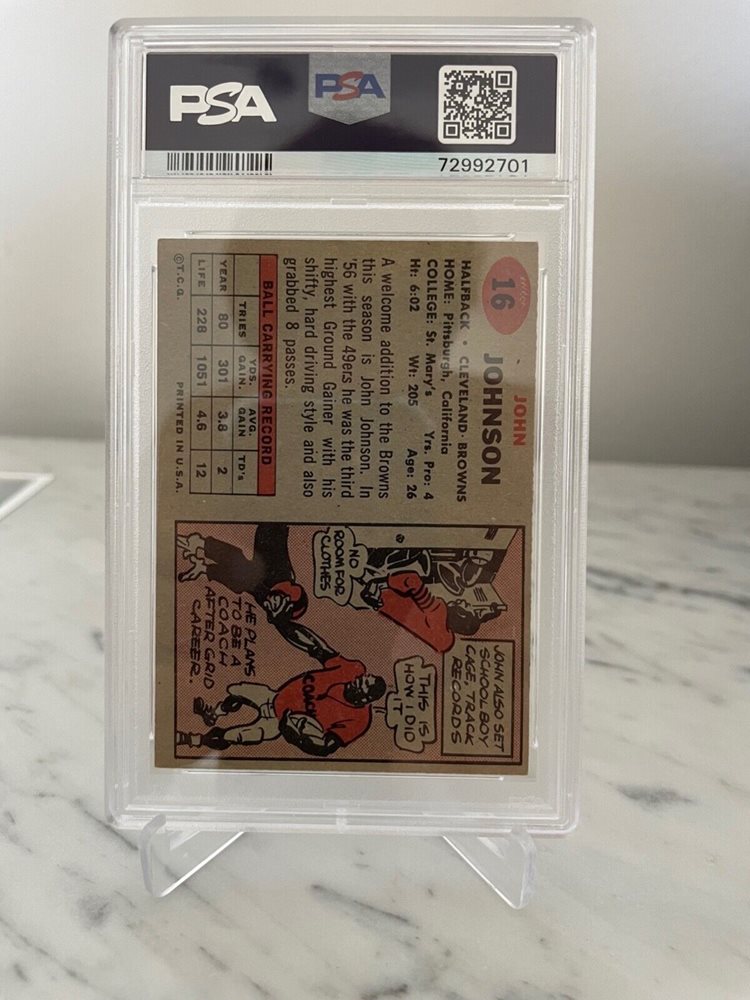 PSA
PSA
72992701
16
JOHN
JOHNSON
HALFBACK • CLEVELAND BROWNS
HOME: Pittsburgh, California
COLLEGE: St. Mary's Yrs. Pro: 4
Ht: 6:02 Wt: 205 Age: 26
A welcome addition to the Browns
this season is John Johnson. In
'56 with the 49ers he was the third
highest Ground Gainer with his
shifty, hard driving style and also
grabbed 8 passes.
BALL CARRYING RECORD
TRIES YDS. GAIN. AVG. GAIN TD's
YEAR 80 301 3.8 2
LIFE 228 1051 4.6 12
©T.C.G. PRINTED IN U.S.A.
JOHN ALSO SET
SCHOOLBOY
CAGE, TRACK
RECORDS
NO
ROOM FOR
CLOTHES
THIS IS
HOW I DID
IT
COACH
HE PLANS
TO BE A
COACH
AFTER GRID
CAREER.